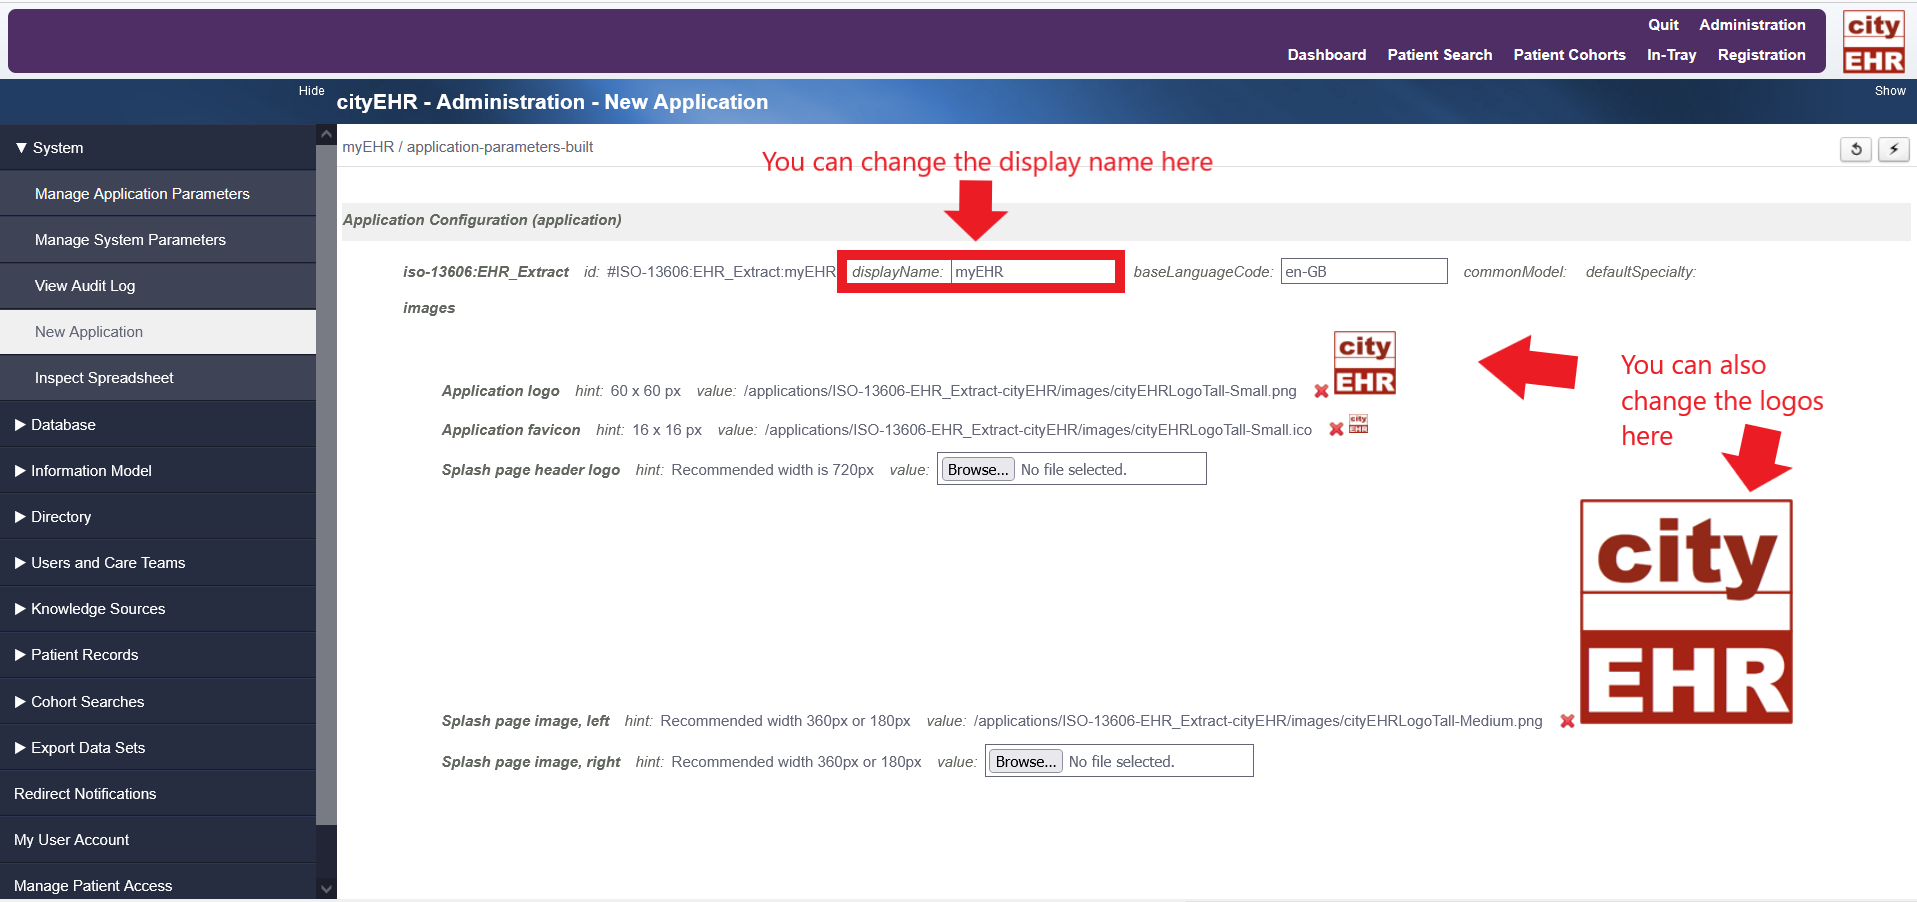 Quit Administration
Dashboard Patient Search Patient Cohorts In-Tray Registration
city
EHR
Hide
cityEHR - Administration - New Application
Show
▼ System
Manage Application Parameters
Manage System Parameters
View Audit Log
New Application
Inspect Spreadsheet
▶ Database
▶ Information Model
▶ Directory
▶ Users and Care Teams
▶ Knowledge Sources
▶ Patient Records
▶ Cohort Searches
▶ Export Data Sets
Redirect Notifications
My User Account
Manage Patient Access
myEHR / application-parameters-built
You can change the display name here
Application Configuration (application)
iso-13606:EHR_Extract id: #ISO-13606:EHR_Extract:myEHR displayName: myEHR baseLanguageCode: en-GB commonModel: defaultSpecialty:
images
city
EHR
Application logo hint: 60 x 60 px value: /applications/ISO-13606-EHR_Extract-cityEHR/images/cityEHRLogoTall-Small.png
You can also
change the logos
here
Application favicon hint: 16 x 16 px value: /applications/ISO-13606-EHR_Extract-cityEHR/images/cityEHRLogoTall-Small.ico
city
EHR
Splash page header logo hint: Recommended width is 720px value: Browse... No file selected.
city
EHR
Splash page image, left hint: Recommended width 360px or 180px value: /applications/ISO-13606-EHR_Extract-cityEHR/images/cityEHRLogoTall-Medium.png
Splash page image, right hint: Recommended width 360px or 180px value: Browse... No file selected.